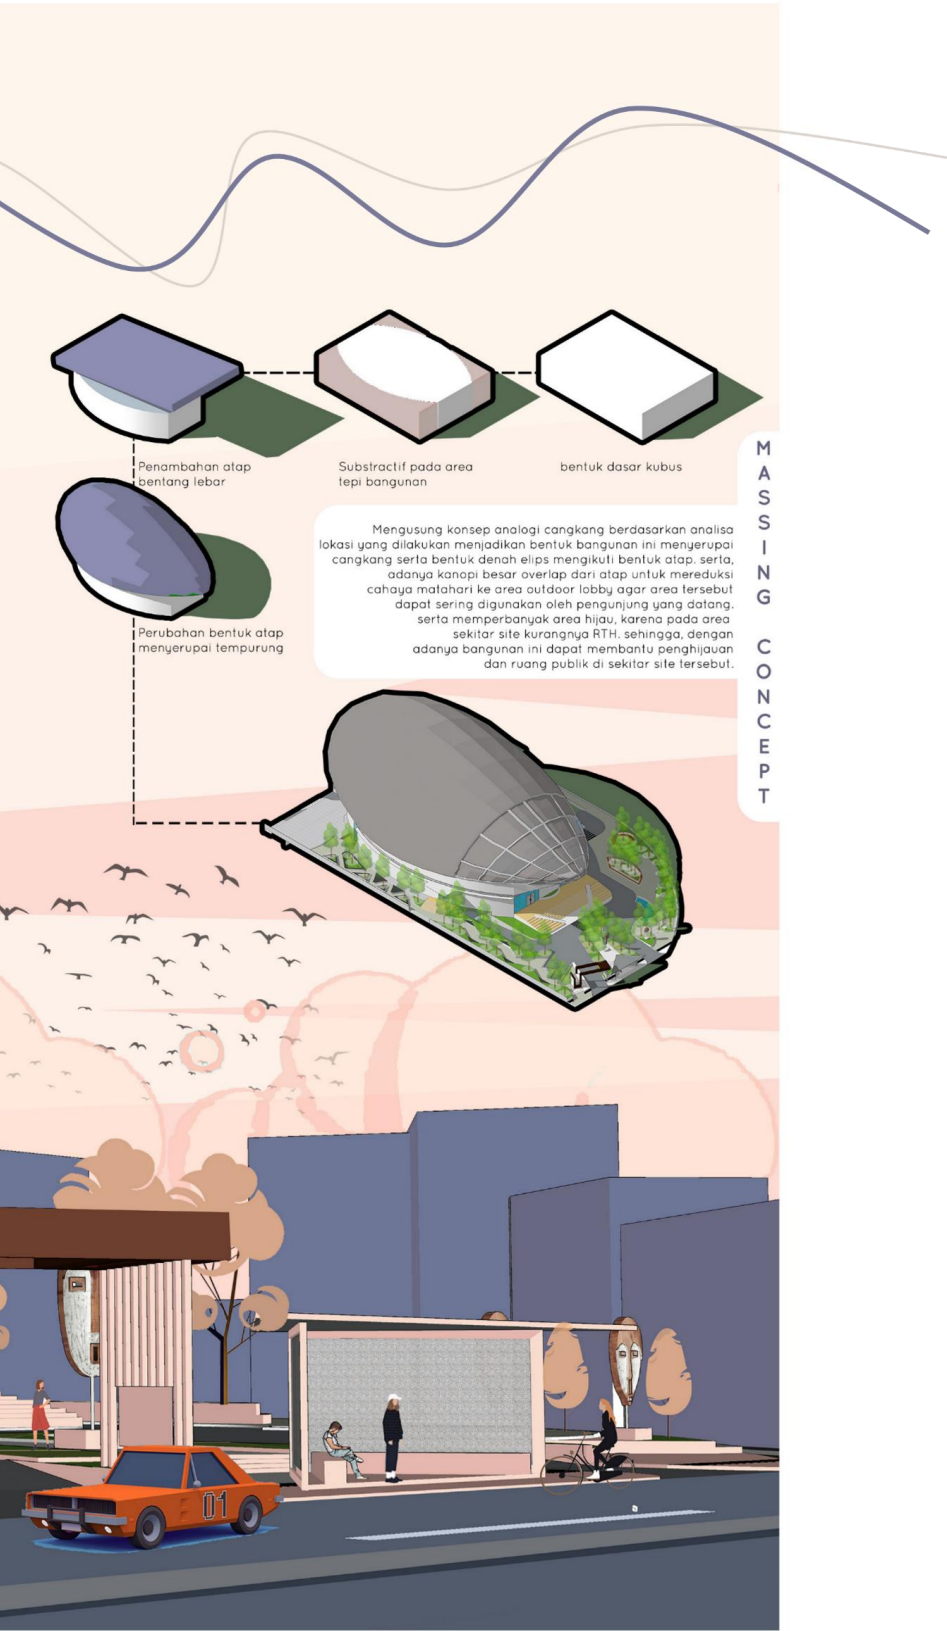 Penambahan atap
bentang lebar
Substractif pada area
tepi bangunan
bentuk dasar kubus
MASSING CONCEPT
Mengusung konsep analogi cangkang berdasarkan analisa
lokasi yang dilakukan menjadikan bentuk bangunan ini menyerupai
cangkang serta bentuk denah elips mengikuti bentuk atap. serta,
adanya kanopi besar overlap dari atap untuk mereduksi
cahaya matahari ke area outdoor lobby agar area tersebut
dapat sering digunakan oleh pengunjung yang datang.
serta memperbanyak area hijau, karena pada area
sekitar site kurangnya RTH. sehingga, dengan
adanya bangunan ini dapat membantu penghijauan
dan ruang publik di sekitar site tersebut.
Perubahan bentuk atap
menyerupai tempurung
01